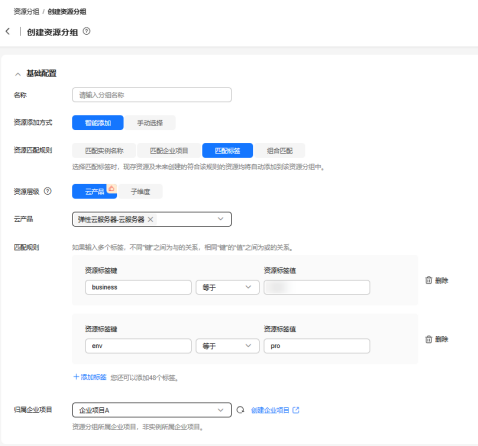 资源分组 / 创建资源分组
创建资源分组
基础配置
名称 请输入分组名称
资源添加方式 智能添加 手动选择
资源匹配规则 匹配实例名称 匹配企业项目 匹配标签 组合匹配
选择匹配标签时，现存资源及未来创建的符合该规则的资源均将自动添加到该资源分组中。
资源层级 云产品 子维度
云产品 弹性云服务器-云服务器
匹配规则 如果输入多个标签，不同“键”之间为与的关系，相同“键”的“值”之间为或的关系。
资源标签键 资源标签值
business 等于 删除
资源标签键 资源标签值
env 等于 pro 删除
+ 添加标签 您还可以添加48个标签。
归属企业项目 企业项目A 创建企业项目
资源分组所属企业项目，非实例所属企业项目。